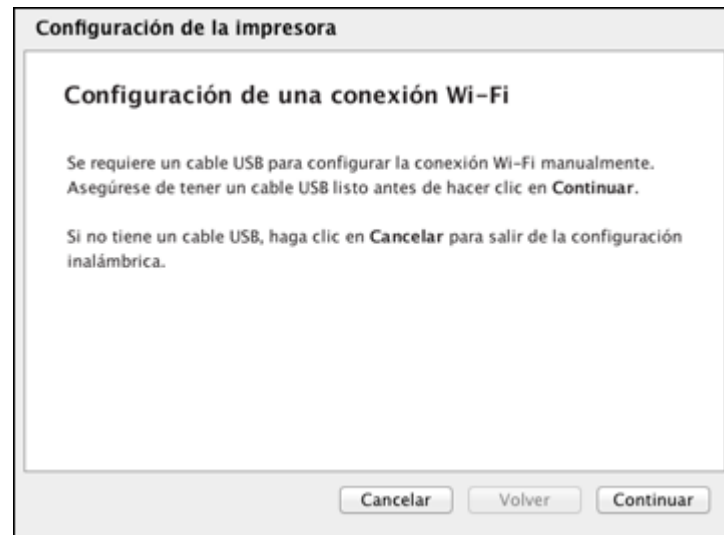 Configuración de la impresora
Configuración de una conexión Wi-Fi
Se requiere un cable USB para configurar la conexión Wi-Fi manualmente.
Asegúrese de tener un cable USB listo antes de hacer clic en Continuar.
Si no tiene un cable USB, haga clic en Cancelar para salir de la configuración
inalámbrica.
Cancelar Volver Continuar